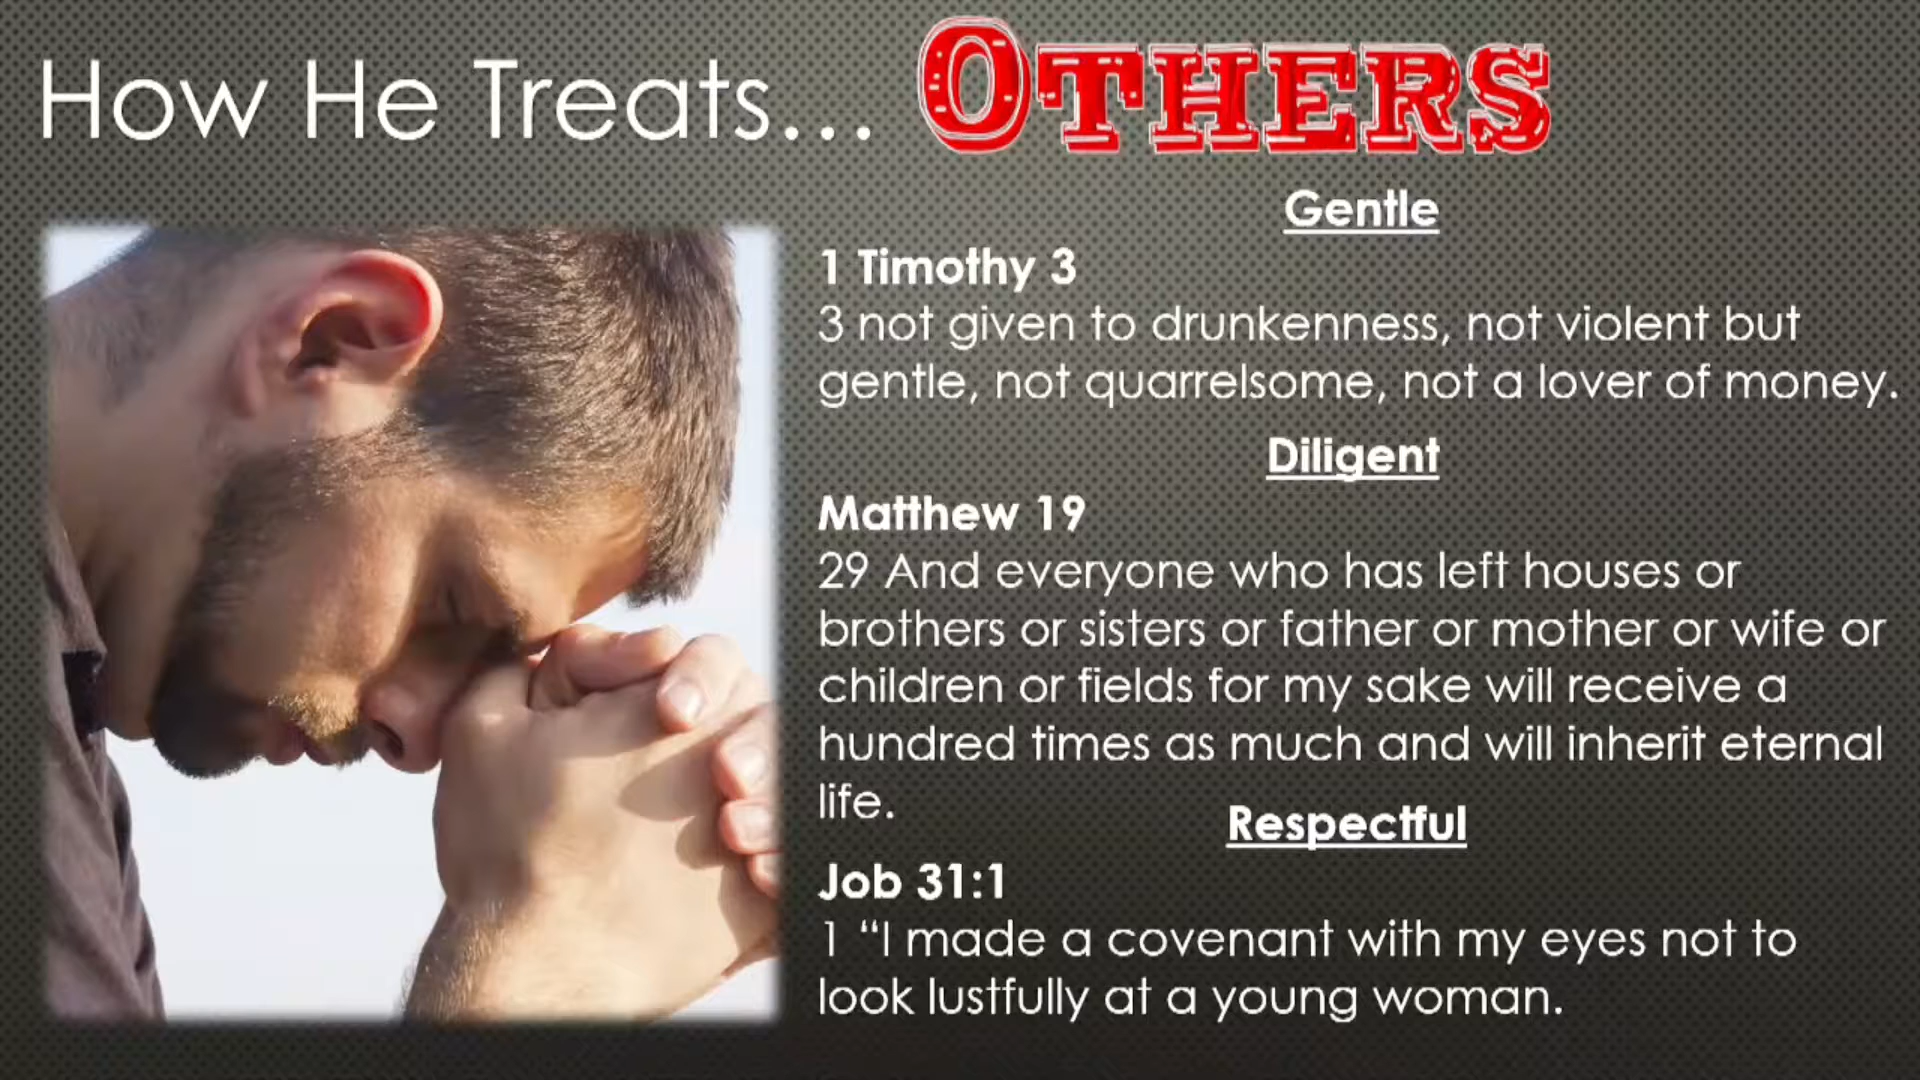 How He Treats... OTHERS
Gentle
1 Timothy 3
3 not given to drunkenness, not violent but
gentle, not quarrelsome, not a lover of money.
Diligent
Matthew 19
29 And everyone who has left houses or
brothers or sisters or father or mother or wife or
children or fields for my sake will receive a
hundred times as much and will inherit eternal
life.
Respectful
Job 31:1
1 “I made a covenant with my eyes not to
look lustfully at a young woman.